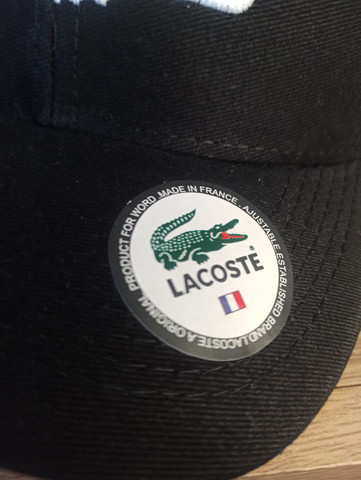 PRODUCT FOR WORD .MADE IN FRANCE - AJUSTABLE.ESTABLISHED BRAND.LACOSTE A ORIGINAL
LACOSTE